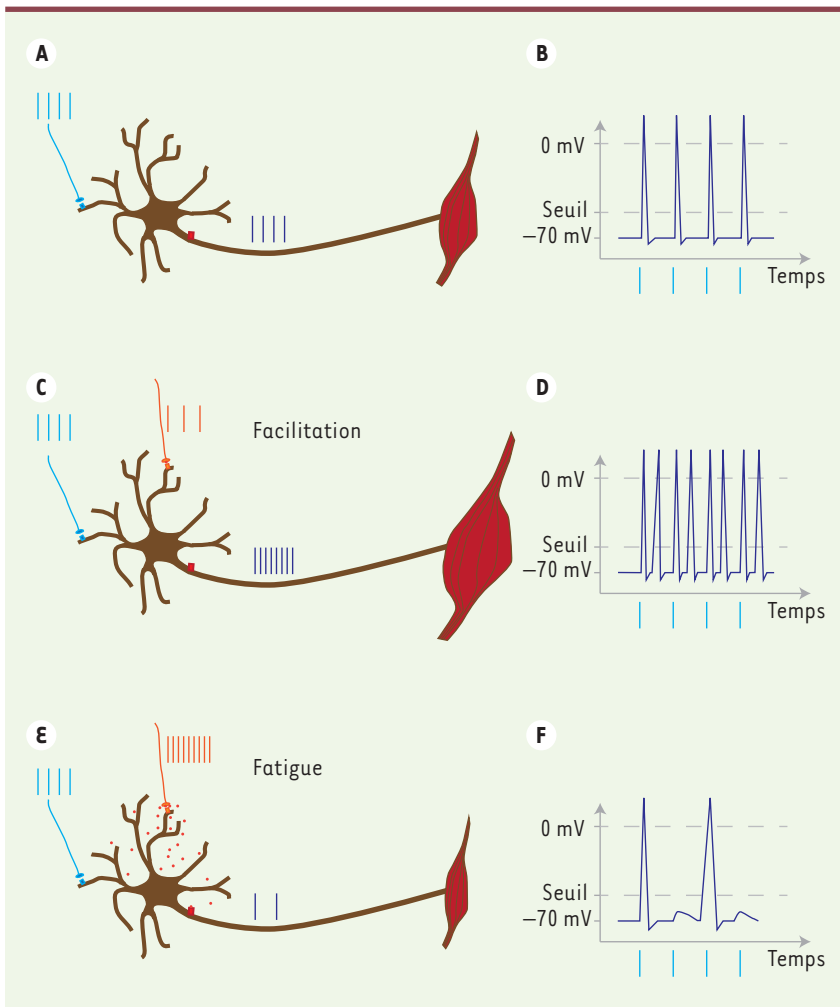 A
B
0 mV
Seuil
–70 mV
Temps
C
Facilitation
D
0 mV
Seuil
–70 mV
Temps
E
Fatigue
F
0 mV
Seuil
–70 mV
Temps